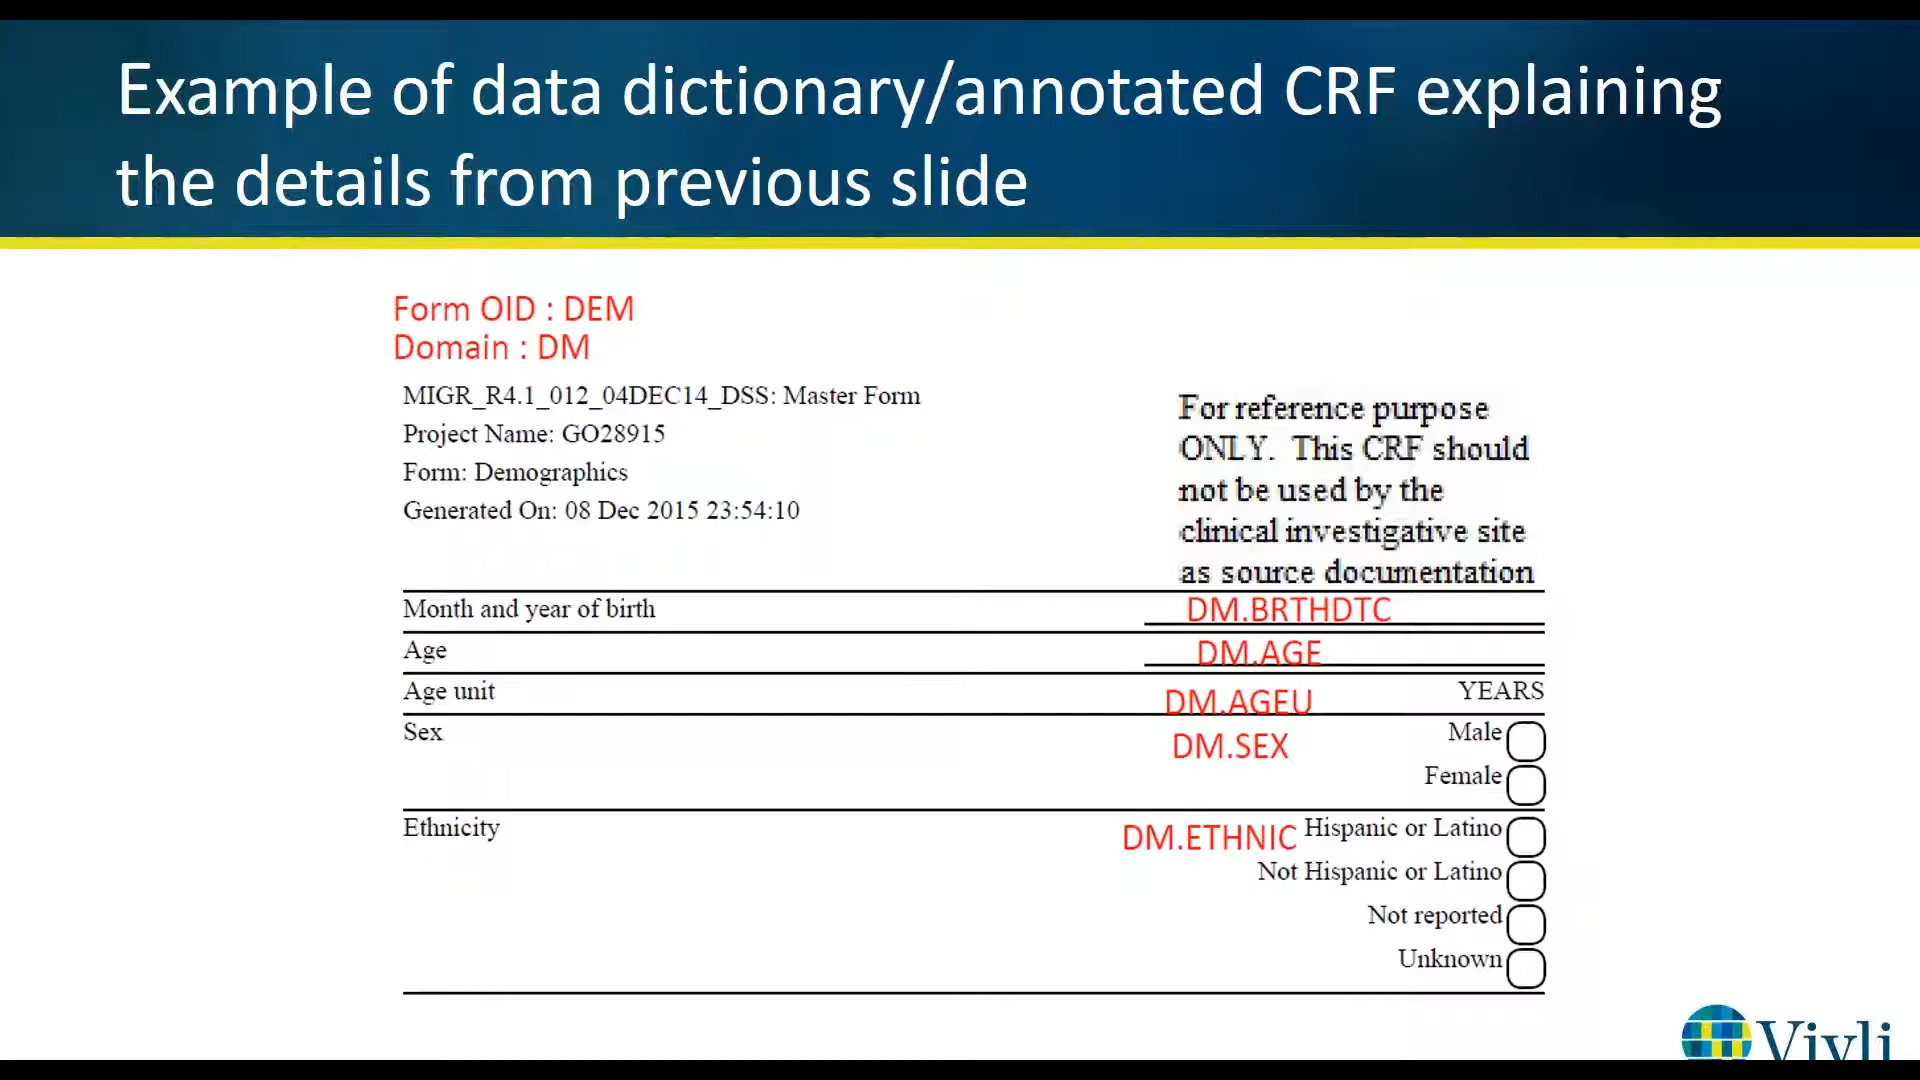 Example of data dictionary/annotated CRF explaining
the details from previous slide
Form OID : DEM
Domain : DM
MIGR_R4.1_012_04DEC14_DSS: Master Form
Project Name: GO28915
Form: Demographics
Generated On: 08 Dec 2015 23:54:10
For reference purpose
ONLY. This CRF should
not be used by the
clinical investigative site
as source documentation
Month and year of birth DM.BRTHDTC
Age DM.AGE
Age unit DM.AGEU YEARS
Sex DM.SEX Male
Female
Ethnicity DM.ETHNIC Hispanic or Latino
Not Hispanic or Latino
Not reported
Unknown
Vivli